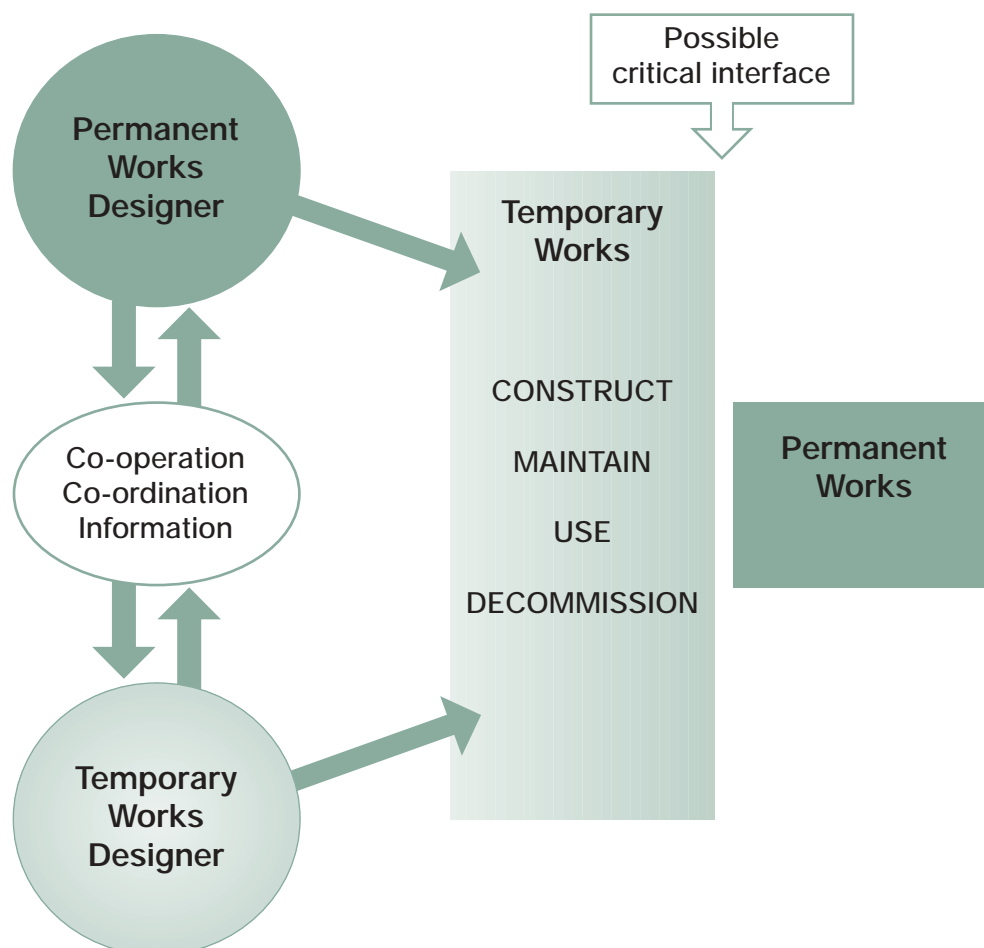 Possible
critical interface
Permanent
Works
Designer
Temporary
Works
CONSTRUCT
MAINTAIN
USE
DECOMMISSION
Permanent
Works
Co-operation
Co-ordination
Information
Temporary
Works
Designer